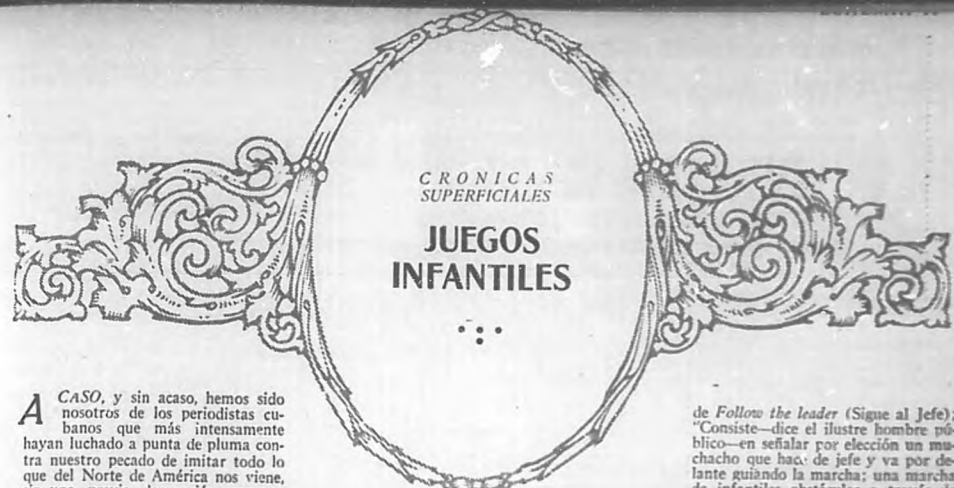 CRONICAS
SUPERFICIALES
JUEGOS
INFANTILES
ACASO, y sin acaso, hemos sido
nosotros de los periodistas cu-
banos que más intensamente
hayan luchado a punta de pluma con-
tra nuestro pecado de imitar todo lo
que del Norte de América nos viene,
de Follow the leader (Sigue al Jefe);
"Consiste—dice el ilustre hombre pú-
blico—en señalar por elección un mu-
chacho que hace de jefe y va por de-
lante guiando la marcha; una marcha